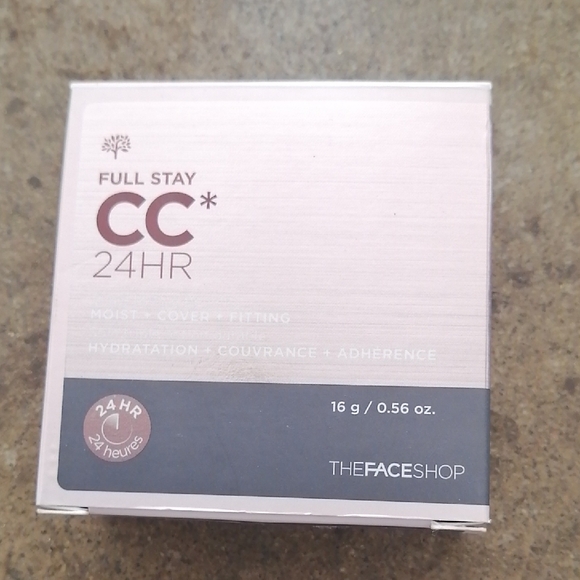 FULL STAY
CC*
24HR
MOIST + COVER + FITTING
HYDRATATION + COUVRANCE + ADHERENCE
24 HR
24 heures
16 g / 0.56 oz.
THEFACESHOP